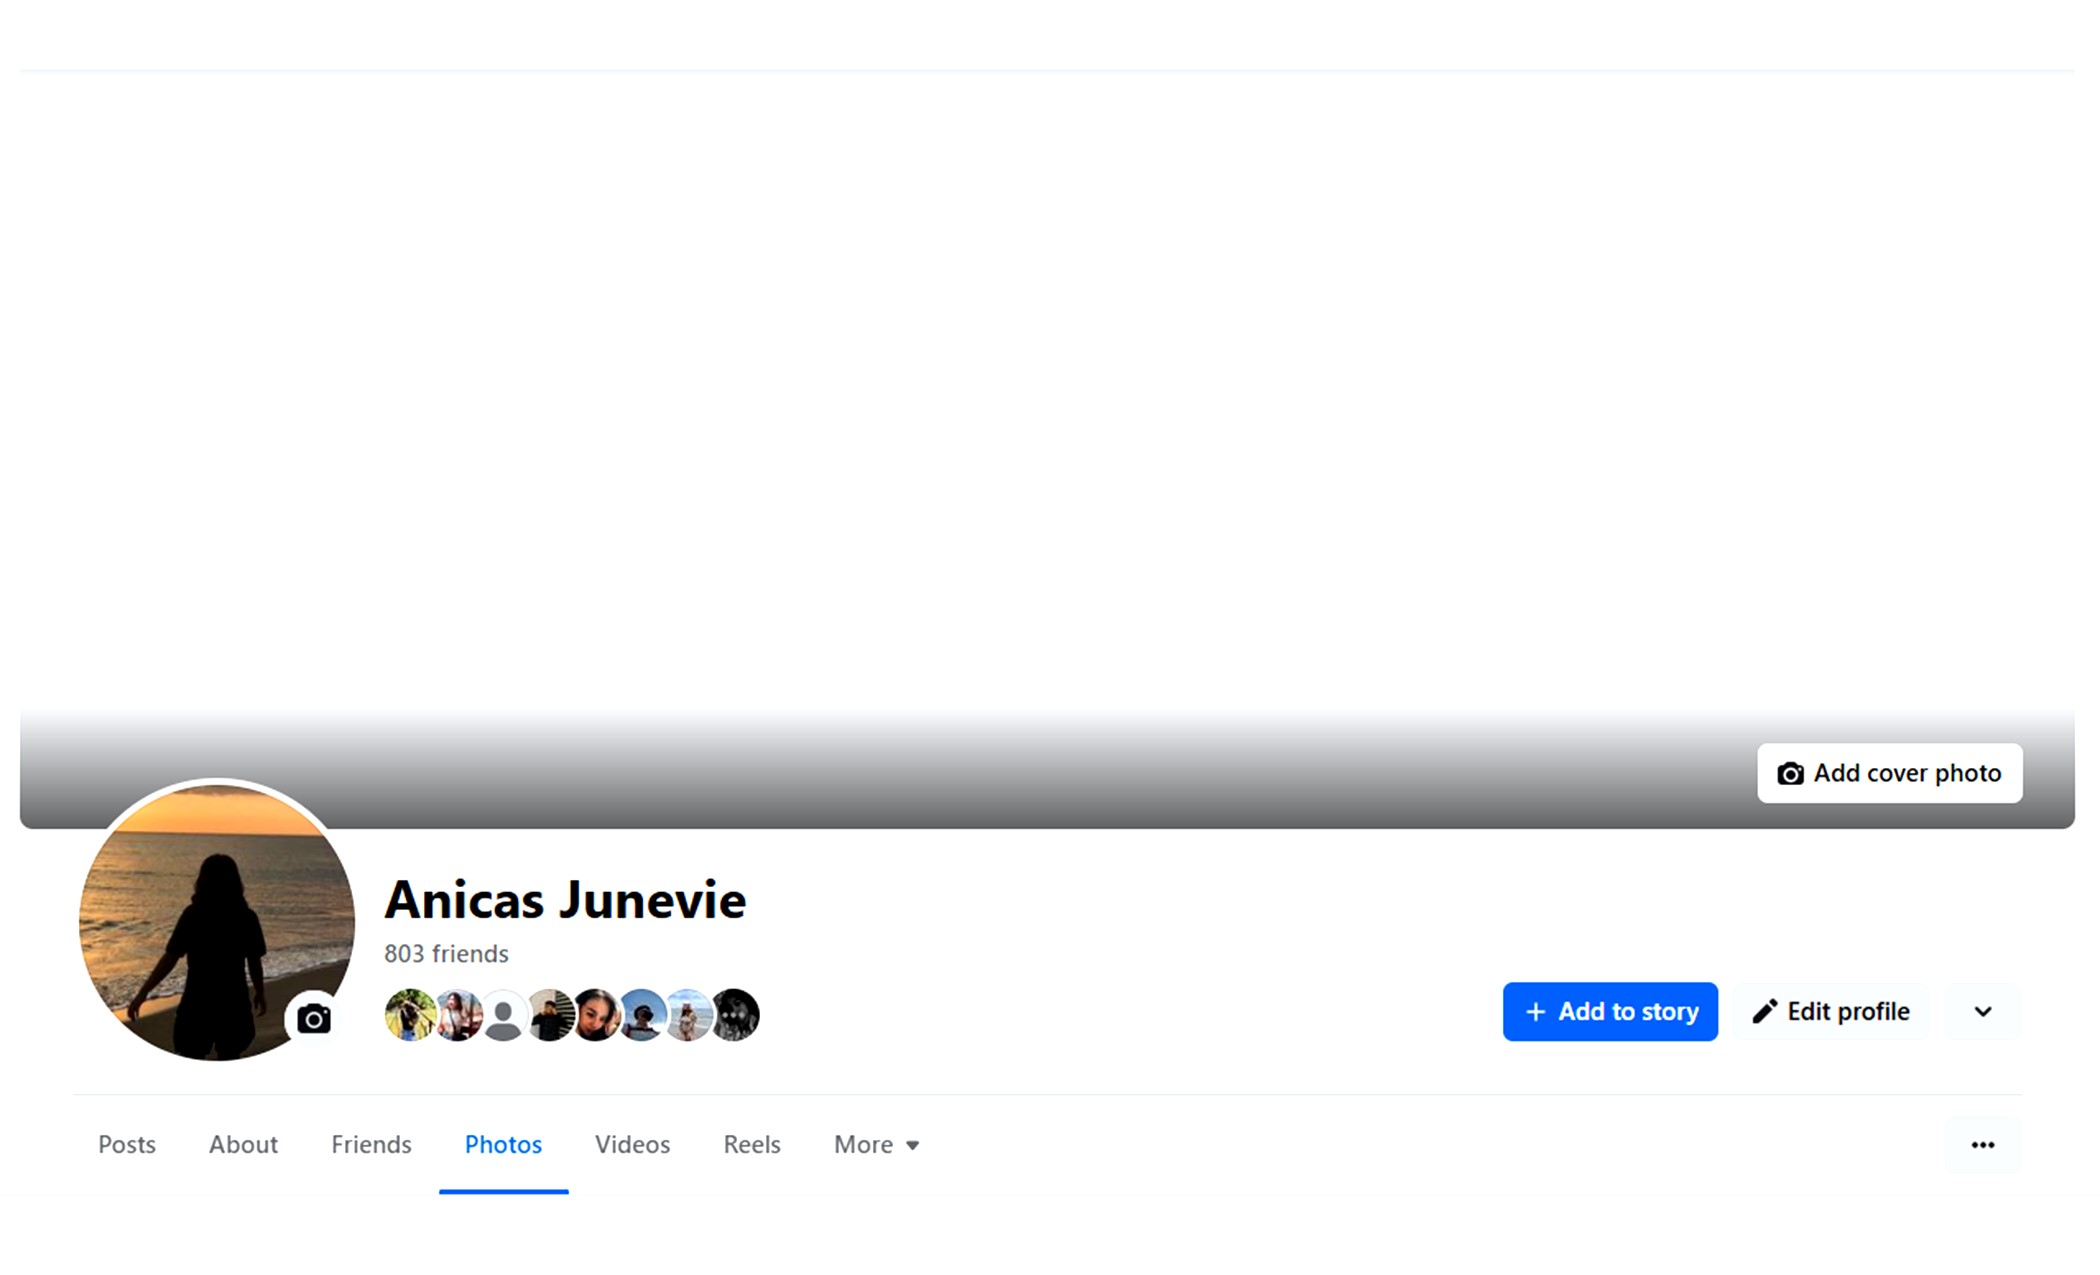 Add cover photo
Anicas Junevie
803 friends
+ Add to story
Edit profile
Posts
About
Friends
Photos
Videos
Reels
More